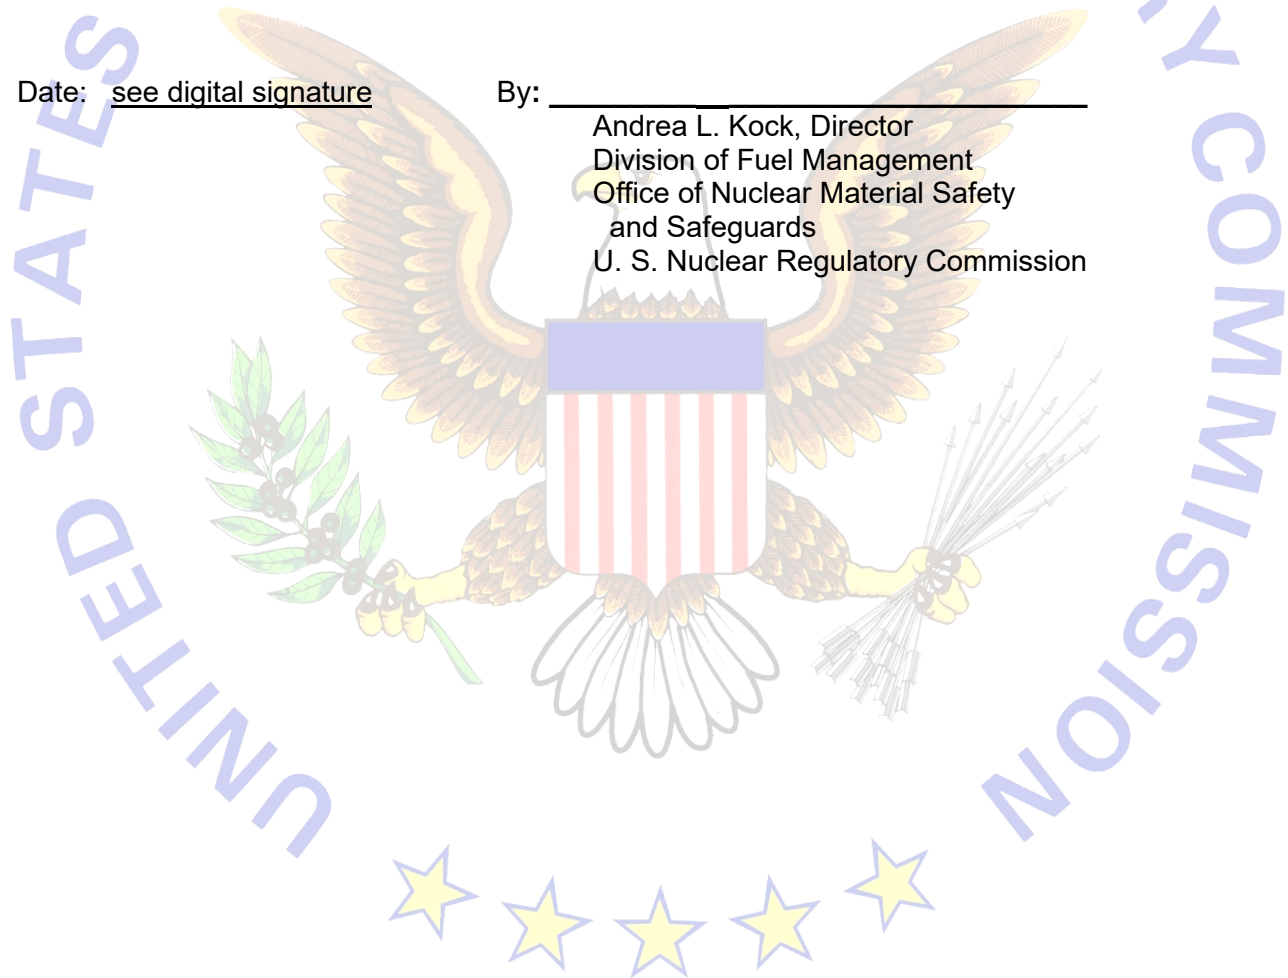 Date: see digital signature By: ____________________
Andrea L. Kock, Director
Division of Fuel Management
Office of Nuclear Material Safety
and Safeguards
U. S. Nuclear Regulatory Commission
UNITED STATES
Y COMMISSION